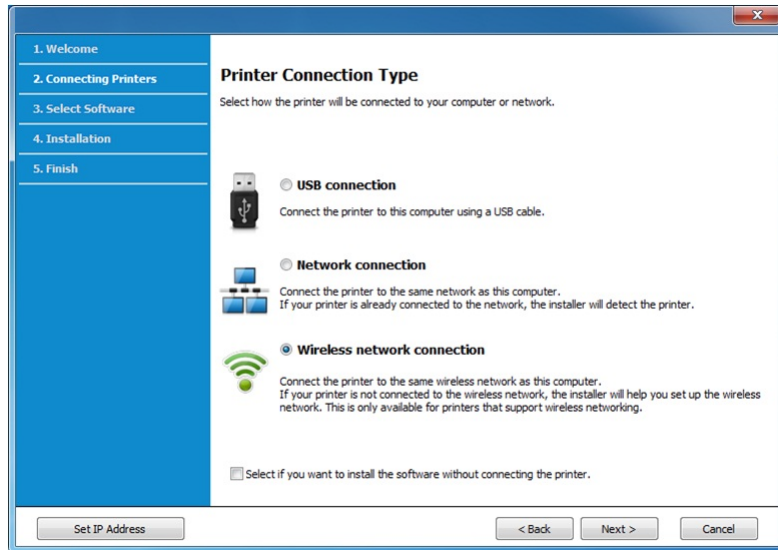 x
1. Welcome
2. Connecting Printers
3. Select Software
4. Installation
5. Finish
Printer Connection Type
Select how the printer will be connected to your computer or network.
USB connection
Connect the printer to this computer using a USB cable.
Network connection
Connect the printer to the same network as this computer.
If your printer is already connected to the network, the installer will detect the printer.
Wireless network connection
Connect the printer to the same wireless network as this computer.
If your printer is not connected to the wireless network, the installer will help you set up the wireless
network. This is only available for printers that support wireless networking.
Select if you want to install the software without connecting the printer.
Set IP Address
< Back
Next >
Cancel